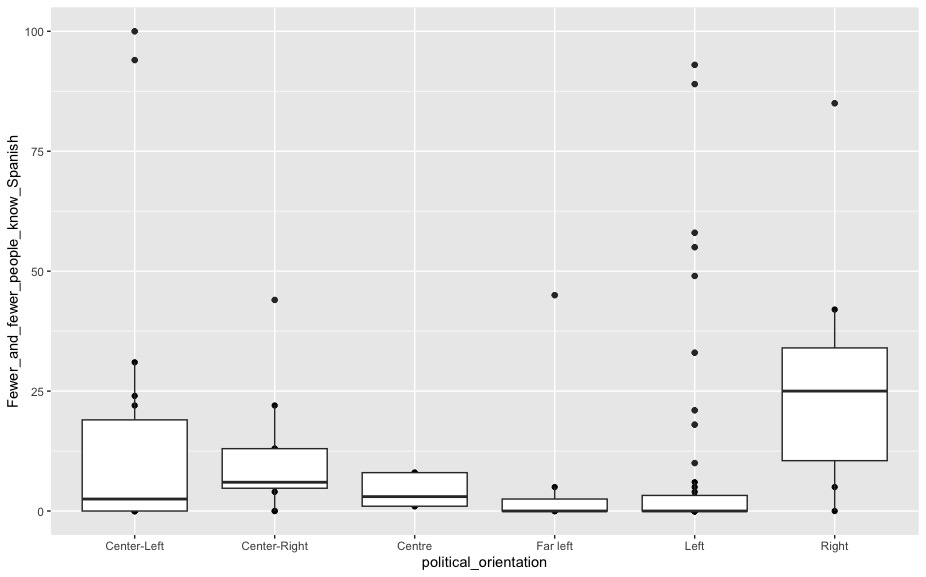 Fewer_and_fewer_people_know_Spanish
100
75
50
25
0
Center-Left Center-Right Centre Far left Left Right
political_orientation